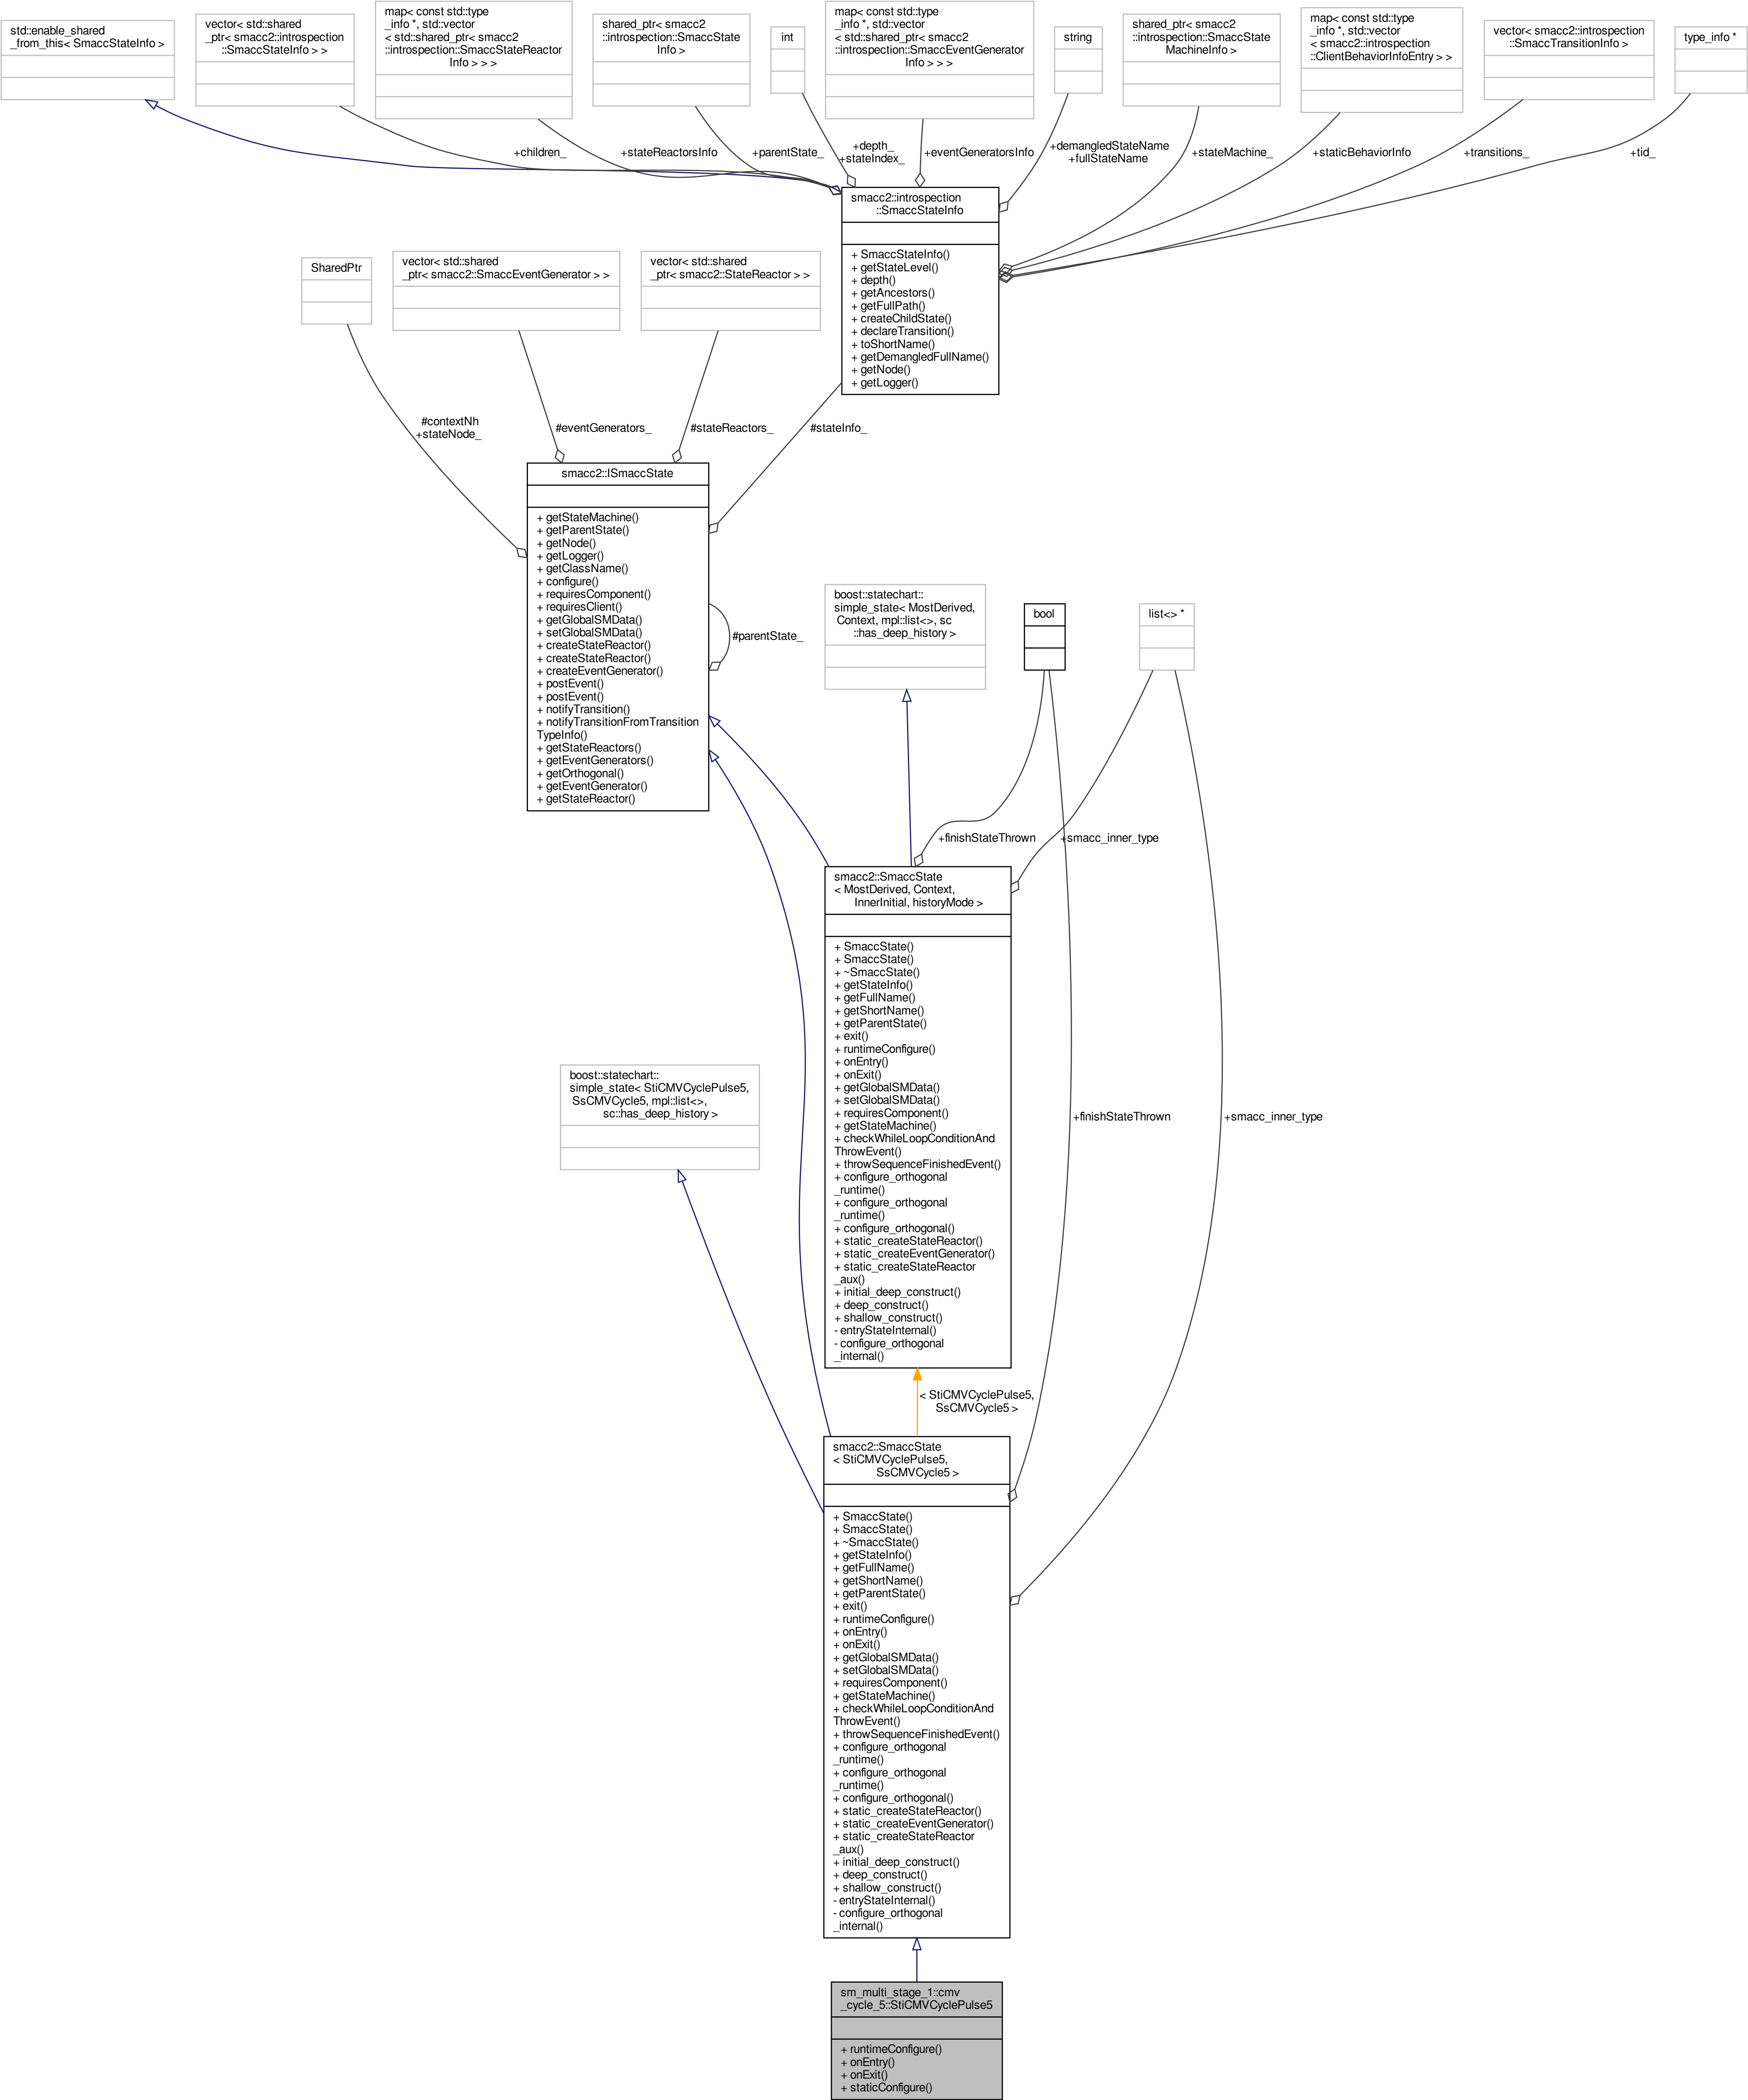 std::enable_shared
_from_this< SmaccStateInfo >
vector< std::shared
_ptr< smacc2::introspection
::SmaccStateInfo > >
map< const std::type
_info *, std::vector
< std::shared_ptr< smacc2
::introspection::SmaccStateReactor
Info > > >
shared_ptr< smacc2
::introspection::SmaccState
Info >
int
map< const std::type
_info *, std::vector
< std::shared_ptr< smacc2
::introspection::SmaccEventGenerator
Info > > >
string
shared_ptr< smacc2
::introspection::SmaccState
MachineInfo >
map< const std::type
_info *, std::vector
< smacc2::introspection
::ClientBehaviorInfoEntry > >
vector< smacc2::introspection
::SmaccTransitionInfo >
type_info *
+children_
+stateReactorsInfo
+parentState_
+depth_
+stateIndex_
+eventGeneratorsInfo
+demangledStateName
+fullStateName
+stateMachine_
+staticBehaviorInfo
+transitions_
+tid_
smacc2::introspection
::SmaccStateInfo
+ SmaccStateInfo()
+ getStateLevel()
+ depth()
+ getAncestors()
+ getFullPath()
+ createChildState()
+ declareTransition()
+ toShortName()
+ getDemangledFullName()
+ getNode()
+ getLogger()
SharedPtr
vector< std::shared
_ptr< smacc2::SmaccEventGenerator > >
vector< std::shared
_ptr< smacc2::StateReactor > >
#contextNh
+stateNode_
#eventGenerators_
#stateReactors_
#stateInfo_
smacc2::ISmaccState
+ getStateMachine()
+ getParentState()
+ getNode()
+ getLogger()
+ getClassName()
+ configure()
+ requiresComponent()
+ requiresClient()
+ getGlobalSMData()
+ setGlobalSMData()
+ createStateReactor()
+ createStateReactor()
+ createEventGenerator()
+ postEvent()
+ postEvent()
+ notifyTransition()
+ notifyTransitionFromTransition
TypeInfo()
+ getStateReactors()
+ getEventGenerators()
+ getOrthogonal()
+ getEventGenerator()
+ getStateReactor()
#parentState_
boost::statechart::
simple_state< MostDerived,
Context, mpl::list<>, sc
::has_deep_history >
bool
list<> *
+finishStateThrown
+smacc_inner_type
smacc2::SmaccState
< MostDerived, Context,
InnerInitial, historyMode >
+ SmaccState()
+ SmaccState()
+ ~SmaccState()
+ getStateInfo()
+ getFullName()
+ getShortName()
+ getParentState()
+ exit()
+ runtimeConfigure()
+ onEntry()
+ onExit()
+ getGlobalSMData()
+ setGlobalSMData()
+ requiresComponent()
+ getStateMachine()
+ checkWhileLoopConditionAnd
ThrowEvent()
+ throwSequenceFinishedEvent()
+ configure_orthogonal
_runtime()
+ configure_orthogonal
_runtime()
+ configure_orthogonal()
+ static_createStateReactor()
+ static_createEventGenerator()
+ static_createStateReactor
_aux()
+ initial_deep_construct()
+ deep_construct()
+ shallow_construct()
- entryStateInternal()
- configure_orthogonal
_internal()
boost::statechart::
simple_state< StiCMVCyclePulse5,
SsCMVCycle5, mpl::list<>,
sc::has_deep_history >
+finishStateThrown
+smacc_inner_type
< StiCMVCyclePulse5,
SsCMVCycle5 >
smacc2::SmaccState
< StiCMVCyclePulse5,
SsCMVCycle5 >
+ SmaccState()
+ SmaccState()
+ ~SmaccState()
+ getStateInfo()
+ getFullName()
+ getShortName()
+ getParentState()
+ exit()
+ runtimeConfigure()
+ onEntry()
+ onExit()
+ getGlobalSMData()
+ setGlobalSMData()
+ requiresComponent()
+ getStateMachine()
+ checkWhileLoopConditionAnd
ThrowEvent()
+ throwSequenceFinishedEvent()
+ configure_orthogonal
_runtime()
+ configure_orthogonal
_runtime()
+ configure_orthogonal()
+ static_createStateReactor()
+ static_createEventGenerator()
+ static_createStateReactor
_aux()
+ initial_deep_construct()
+ deep_construct()
+ shallow_construct()
- entryStateInternal()
- configure_orthogonal
_internal()
sm_multi_stage_1::cmv
_cycle_5::StiCMVCyclePulse5
+ runtimeConfigure()
+ onEntry()
+ onExit()
+ staticConfigure()